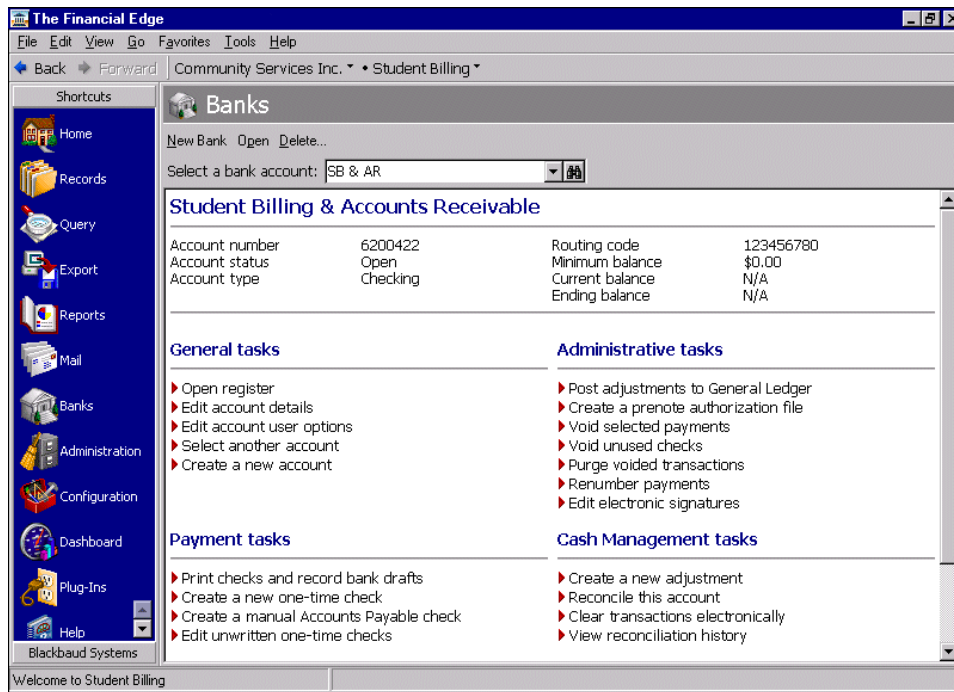 The Financial Edge
File Edit View Go Favorites Tools Help
Back Forward Community Services Inc. • Student Billing
Shortcuts
Home
Records
Query
Export
Reports
Mail
Banks
Administration
Configuration
Dashboard
Plug-Ins
Help
Blackbaud Systems
Banks
New Bank Open Delete...
Select a bank account: SB & AR
Student Billing & Accounts Receivable
Account number 6200422 Routing code 123456780
Account status Open Minimum balance $0.00
Account type Checking Current balance N/A
Ending balance N/A
General tasks
Open register
Edit account details
Edit account user options
Select another account
Create a new account
Administrative tasks
Post adjustments to General Ledger
Create a prenote authorization file
Void selected payments
Void unused checks
Purge voided transactions
Renumber payments
Edit electronic signatures
Payment tasks
Print checks and record bank drafts
Create a new one-time check
Create a manual Accounts Payable check
Edit unwritten one-time checks
Cash Management tasks
Create a new adjustment
Reconcile this account
Clear transactions electronically
View reconciliation history
Welcome to Student Billing